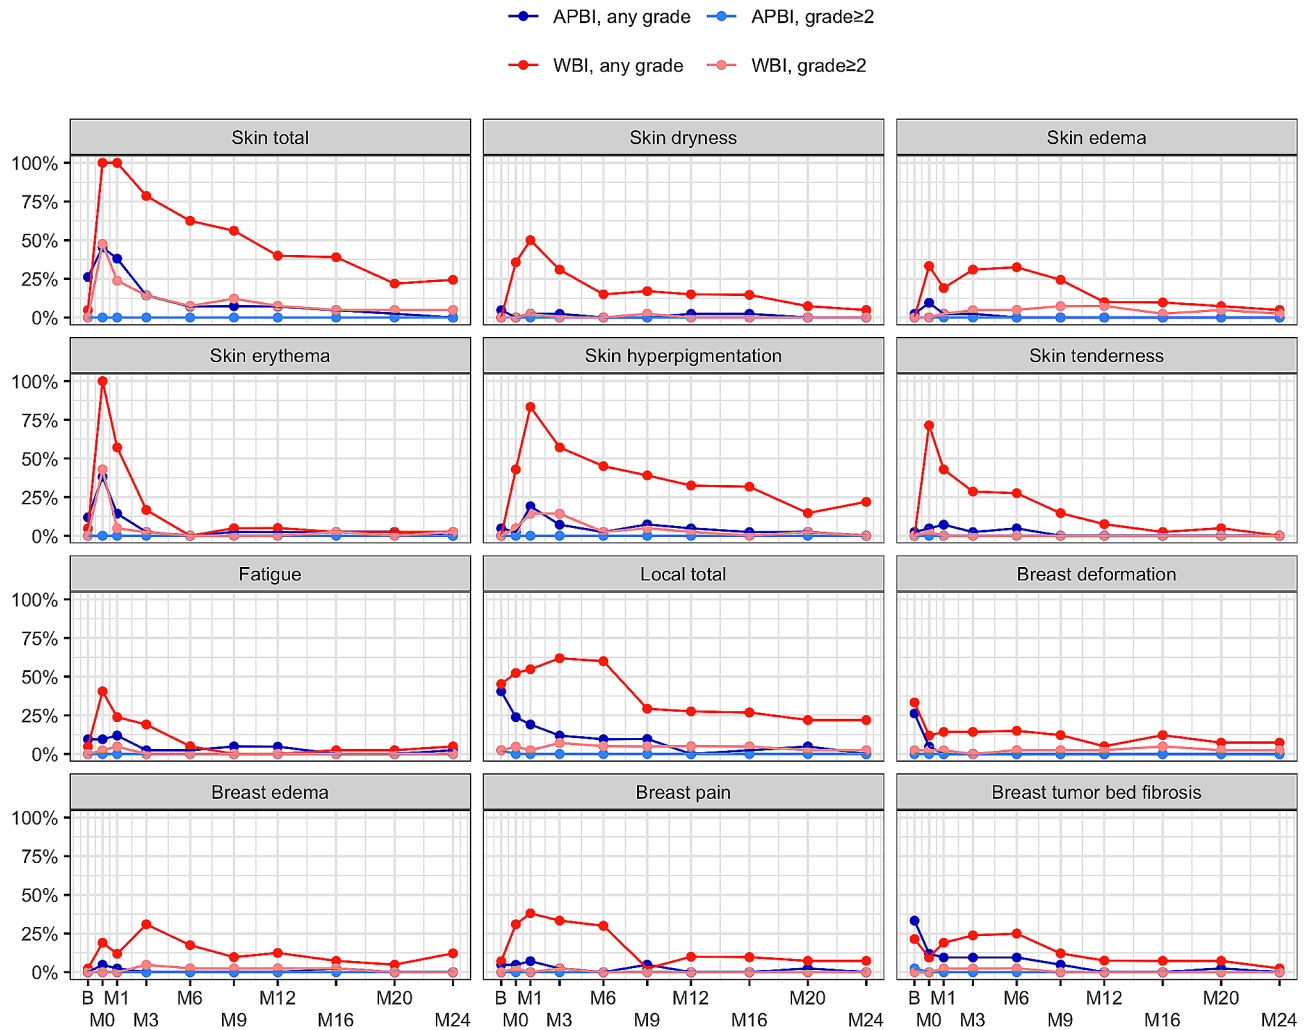 APBI, any grade APBI, grade≥2
WBI, any grade WBI, grade≥2
Skin total Skin dryness Skin edema
100%
75%
50%
25%
0%
Skin erythema Skin hyperpigmentation Skin tenderness
100%
75%
50%
25%
0%
Fatigue Local total Breast deformation
100%
75%
50%
25%
0%
Breast edema Breast pain Breast tumor bed fibrosis
100%
75%
50%
25%
0%
B M1 M6 M12 M20 B M1 M6 M12 M20 B M1 M6 M12 M20
M0 M3 M9 M16 M24 M0 M3 M9 M16 M24 M0 M3 M9 M16 M24